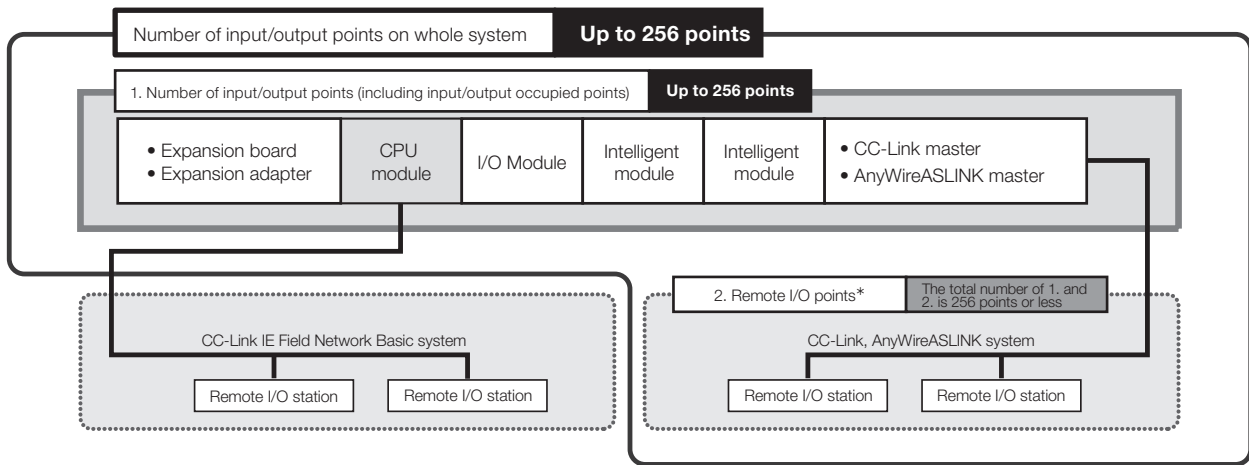 Number of input/output points on whole system
Up to 256 points
1. Number of input/output points (including input/output occupied points)
Up to 256 points
• Expansion board
• Expansion adapter
CPU
module
I/O Module
Intelligent
module
Intelligent
module
• CC-Link master
• AnyWireASLINK master
2. Remote I/O points*
The total number of 1. and
2. is 256 points or less
CC-Link IE Field Network Basic system
CC-Link, AnyWireASLINK system
Remote I/O station
Remote I/O station
Remote I/O station
Remote I/O station